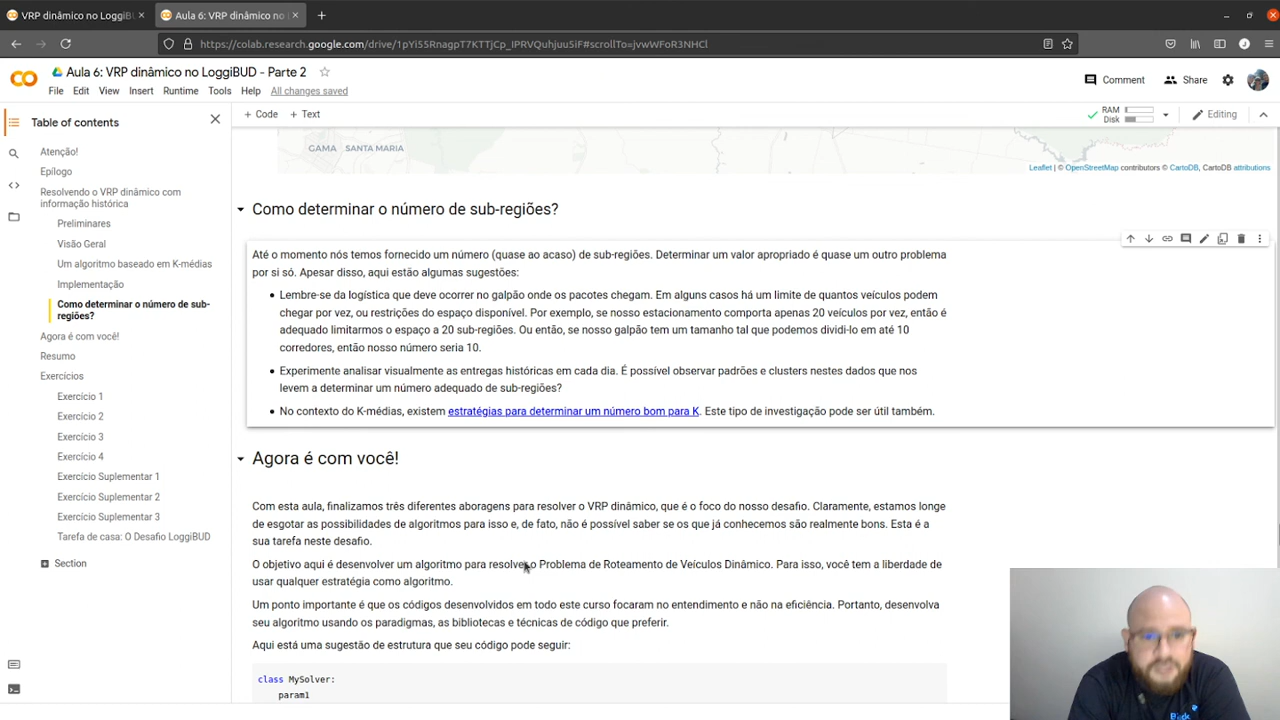 VRP dinâmico no LoggiBU
Aula 6: VRP dinâmico no
https://colab.research.google.com/drive/1pYi55RnagpT7KTTjCp_IPRVQuhjuu5iF#scrollTo=jvwWFoR3NHCl
Aula 6: VRP dinâmico no LoggiBUD - Parte 2
File Edit View Insert Runtime Tools Help All changes saved
Comment Share
+ Code + Text
RAM
Disk
Editing
Table of contents
Atenção!
Epílogo
Resolvendo o VRP dinâmico com
informação histórica
Preliminares
Visão Geral
Um algoritmo baseado em K-médias
Implementação
Como determinar o número de sub-
regiões?
Agora é com você!
Resumo
Exercícios
Exercício 1
Exercício 2
Exercício 3
Exercício 4
Exercício Suplementar 1
Exercício Suplementar 2
Exercício Suplementar 3
Tarefa de casa: O Desafio LoggiBUD
Section
GAMA SANTA MARIA
Leaflet | © OpenStreetMap contributors © CartoDB, CartoDB attributions
Como determinar o número de sub-regiões?
Até o momento nós temos fornecido um número (quase ao acaso) de sub-regiões. Determinar um valor apropriado é quase um outro problema
por si só. Apesar disso, aqui estão algumas sugestões:
• Lembre-se da logística que deve ocorrer no galpão onde os pacotes chegam. Em alguns casos há um limite de quantos veículos podem
chegar por vez, ou restrições do espaço disponível. Por exemplo, se nosso estacionamento comporta apenas 20 veículos por vez, então é
adequado limitarmos o espaço a 20 sub-regiões. Ou então, se nosso galpão tem um tamanho tal que podemos dividi-lo em até 10
corredores, então nosso número seria 10.
• Experimente analisar visualmente as entregas históricas em cada dia. É possível observar padrões e clusters nestes dados que nos
levem a determinar um número adequado de sub-regiões?
• No contexto do K-médias, existem estratégias para determinar um número bom para K. Este tipo de investigação pode ser útil também.
Agora é com você!
Com esta aula, finalizamos três diferentes aboragens para resolver o VRP dinâmico, que é o foco do nosso desafio. Claramente, estamos longe
de esgotar as possibilidades de algoritmos para isso e, de fato, não é possível saber se os que já conhecemos são realmente bons. Esta é a
sua tarefa neste desafio.
O objetivo aqui é desenvolver um algoritmo para resolver o Problema de Roteamento de Veículos Dinâmico. Para isso, você tem a liberdade de
usar qualquer estratégia como algoritmo.
Um ponto importante é que os códigos desenvolvidos em todo este curso focaram no entendimento e não na eficiência. Portanto, desenvolva
seu algoritmo usando os paradigmas, as bibliotecas e técnicas de código que preferir.
Aqui está uma sugestão de estrutura que seu código pode seguir:
class MySolver:
param1